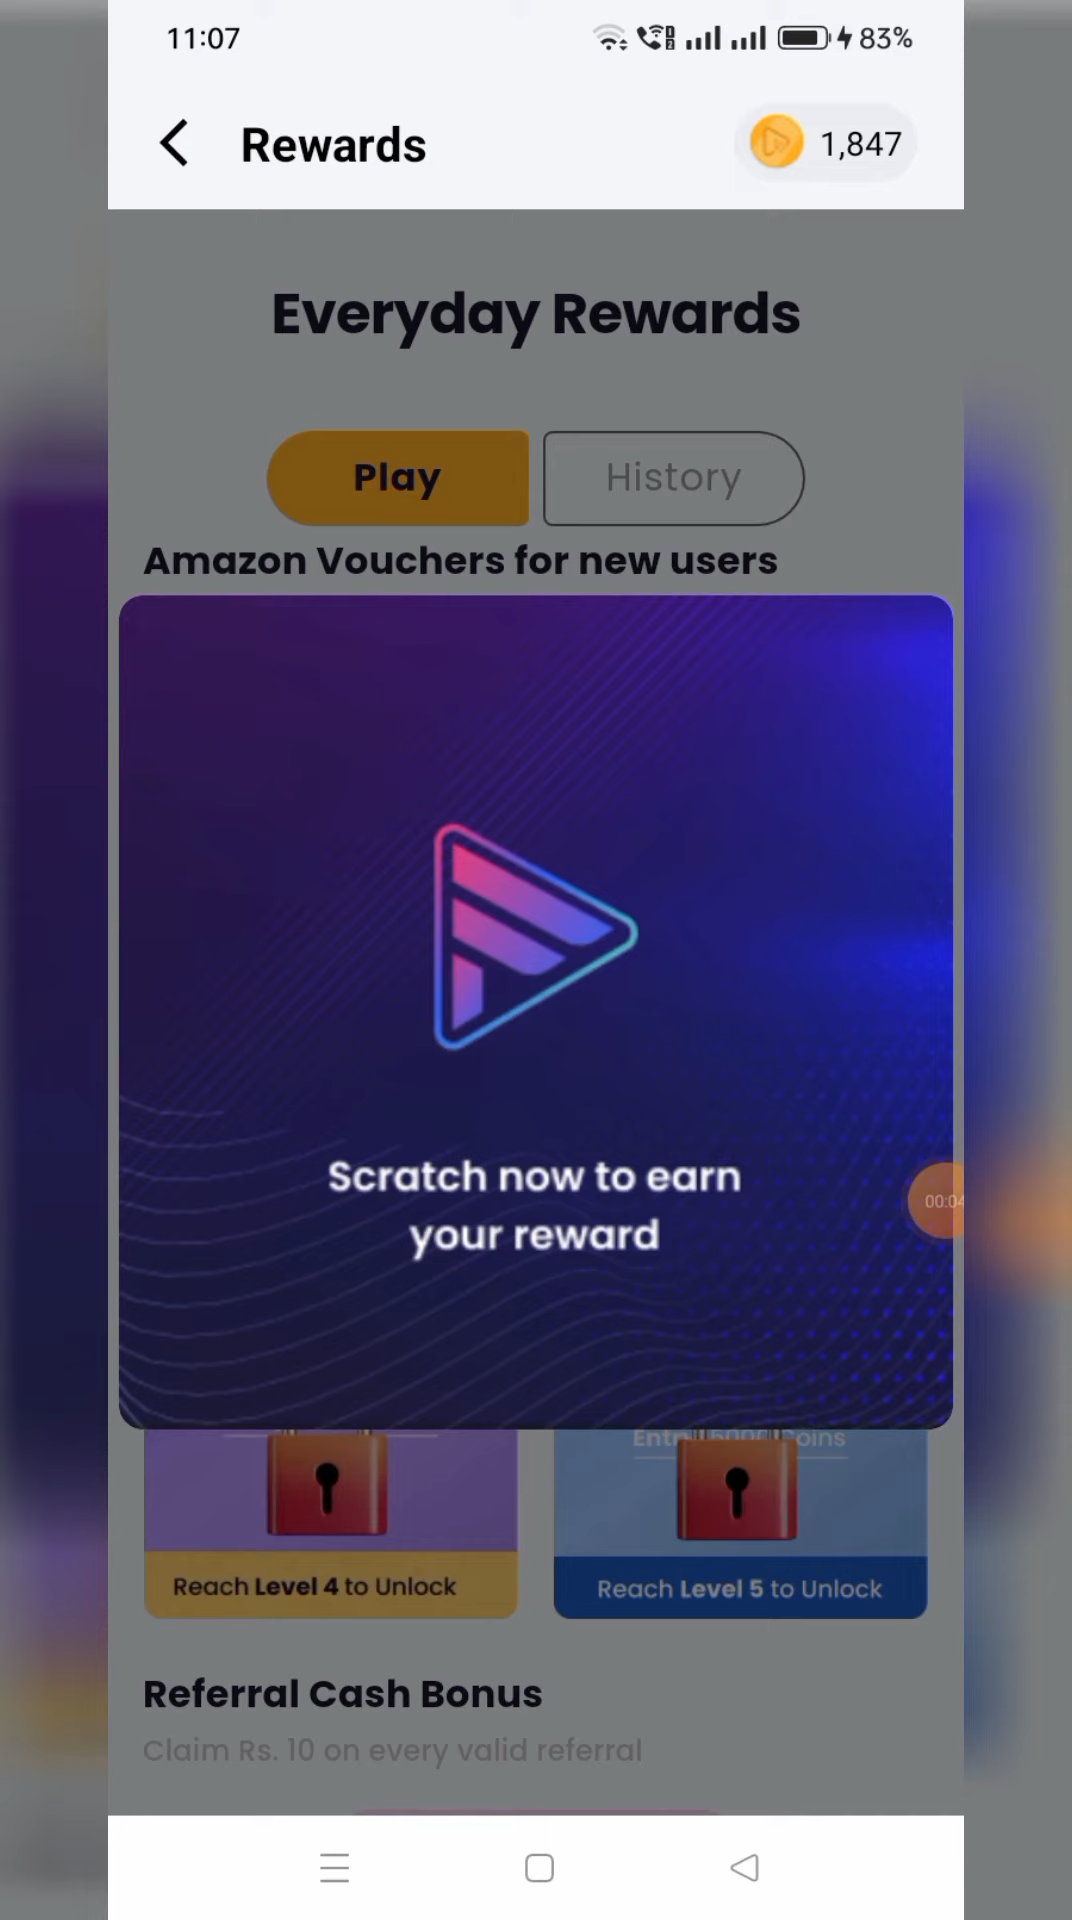 11:07
83%
Rewards
1,847
Everyday Rewards
Play
History
Amazon Vouchers for new users
Scratch now to earn
your reward
00:04
5000 Coins
Reach Level 4 to Unlock
Reach Level 5 to Unlock
Referral Cash Bonus
Claim Rs. 10 on every valid referral